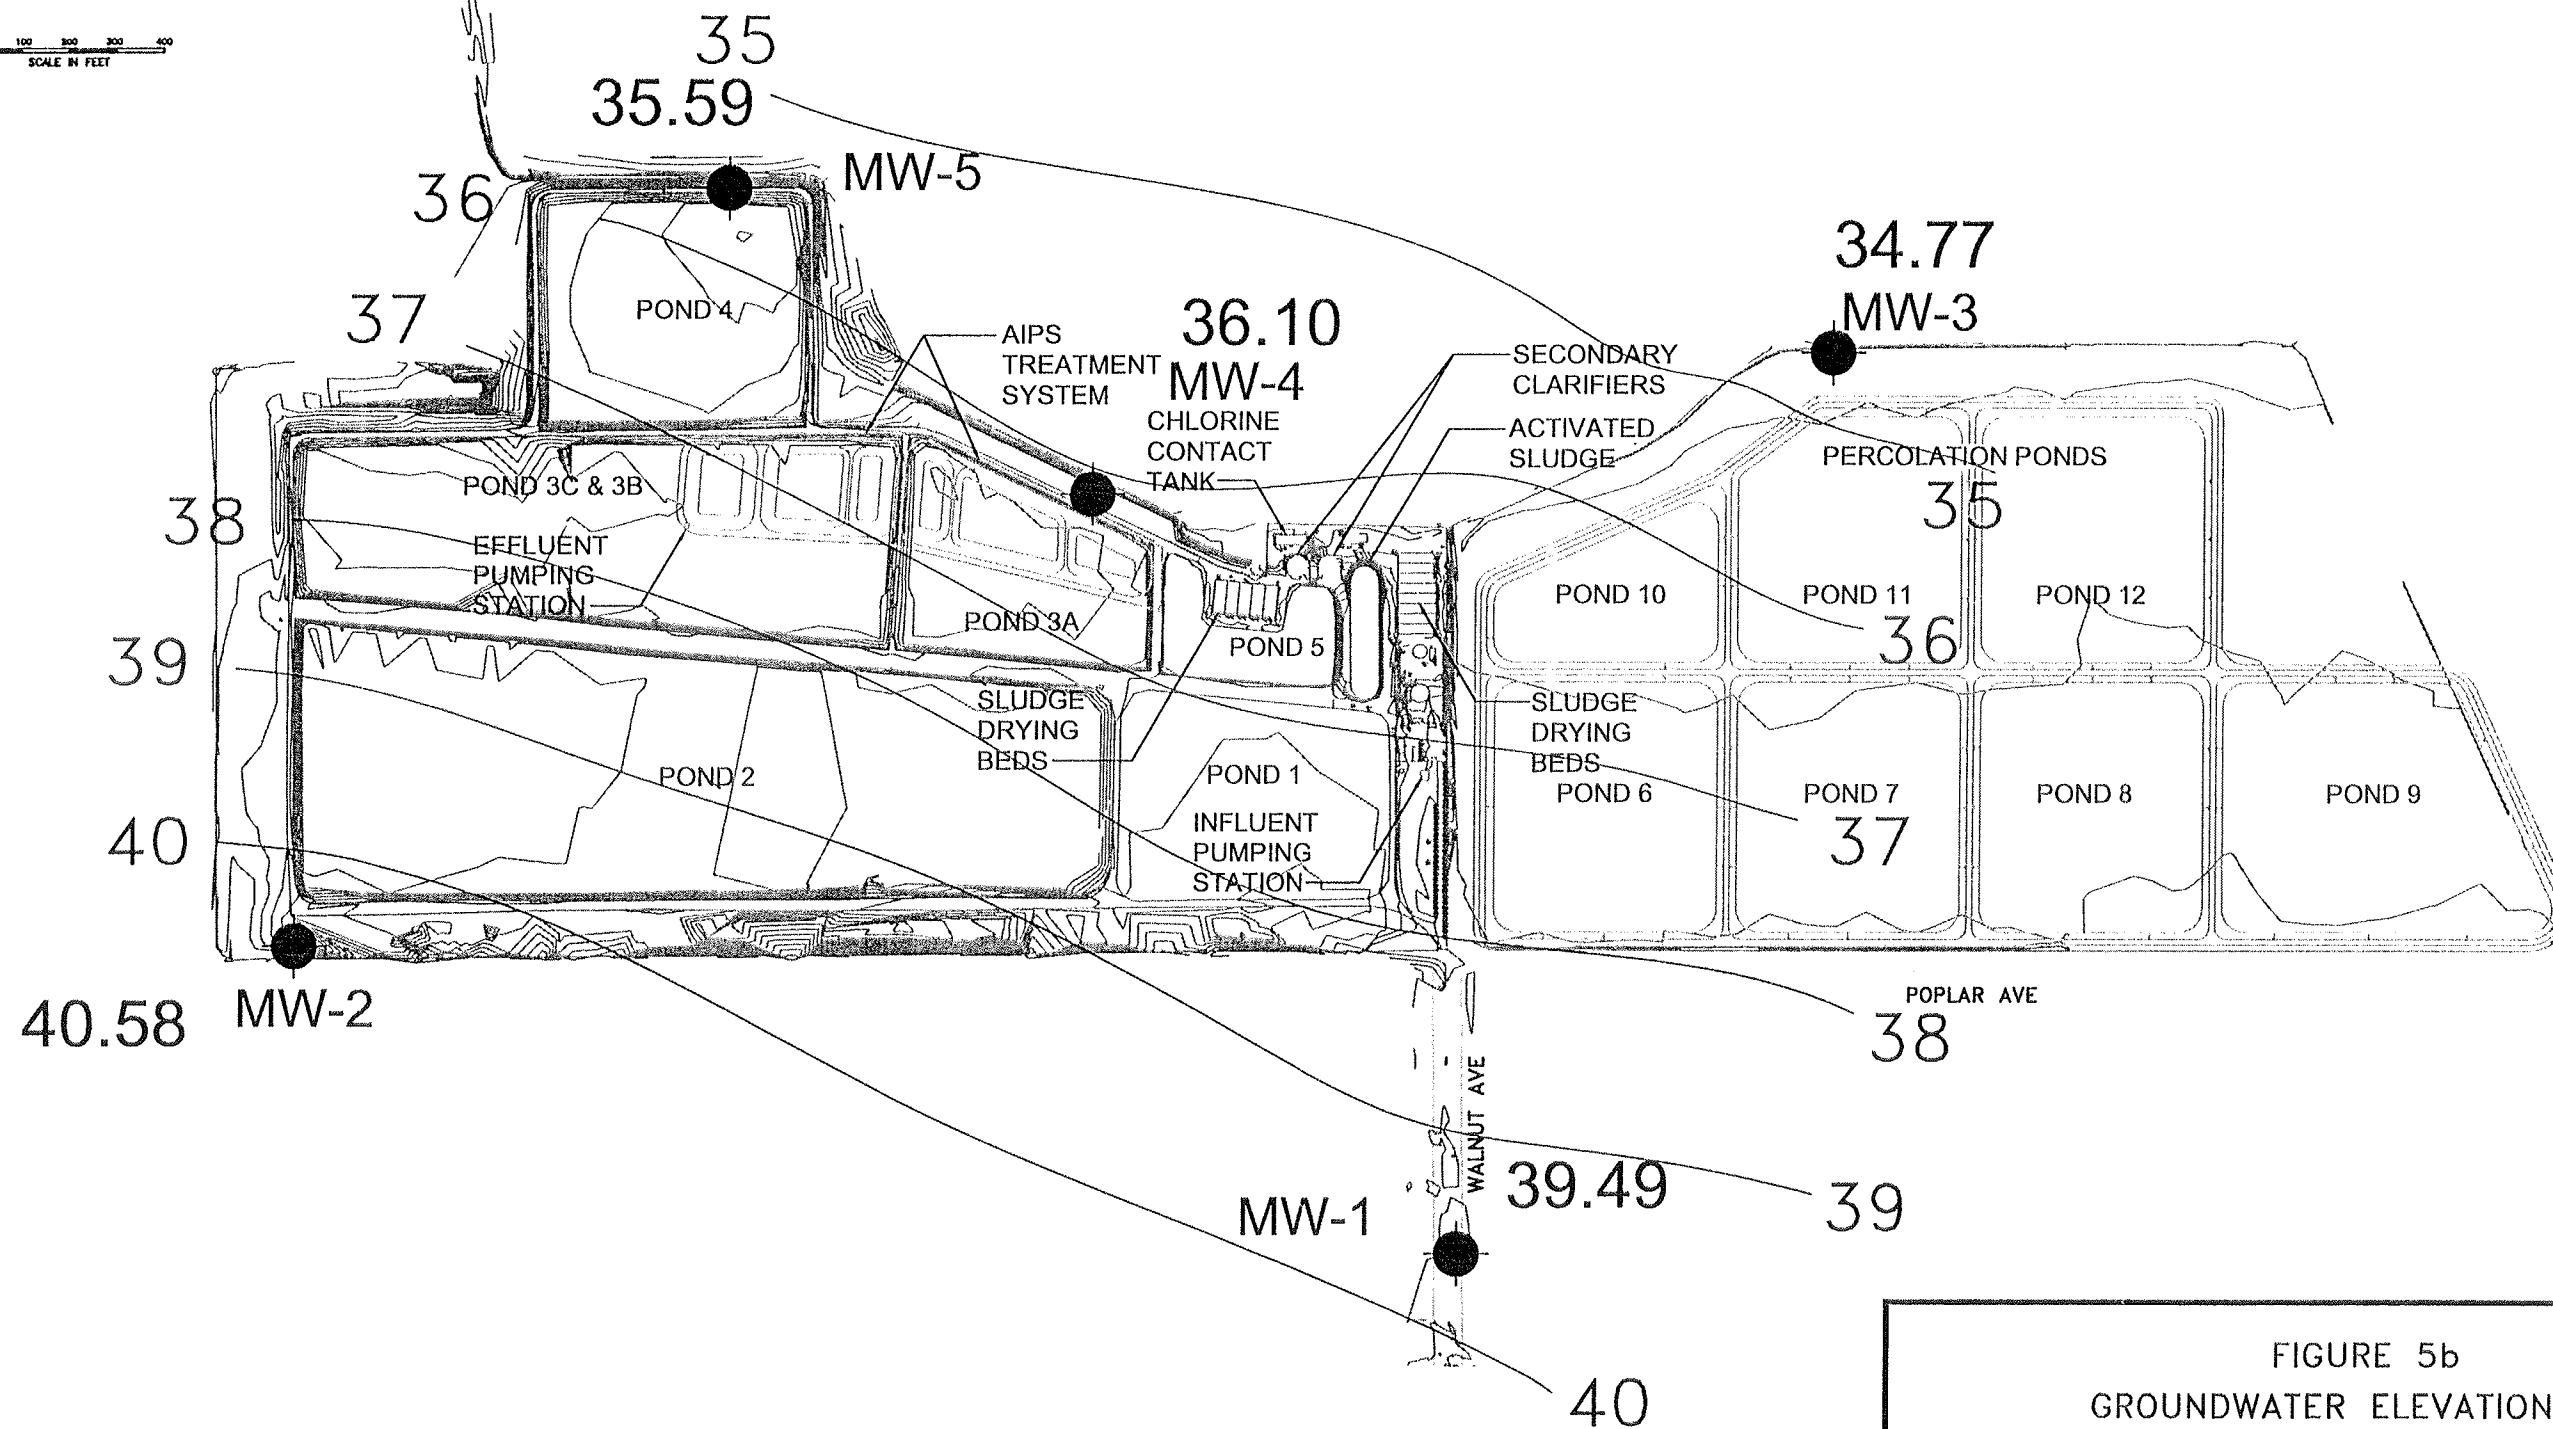 100 200 300 400
SCALE IN FEET
35
35.59
MW-5
36
34.77
MW-3
37
POND 4
36.10
MW-4
AIPS
TREATMENT
SYSTEM
CHLORINE
CONTACT
TANK
SECONDARY
CLARIFIERS
ACTIVATED
SLUDGE
PERCOLATION PONDS
35
POND 3C & 3B
38
EFFLUENT
PUMPING
STATION
POND 3A
POND 5
POND 10
POND 11
POND 12
36
39
SLUDGE
DRYING
BEDS
SLUDGE
DRYING
BEDS
POND 2
POND 1
POND 6
POND 7
POND 8
POND 9
37
INFLUENT
PUMPING
STATION
40
40.58
MW-2
POPLAR AVE
38
WALNUT AVE
39.49
MW-1
39
40
FIGURE 5b
GROUNDWATER ELEVATION